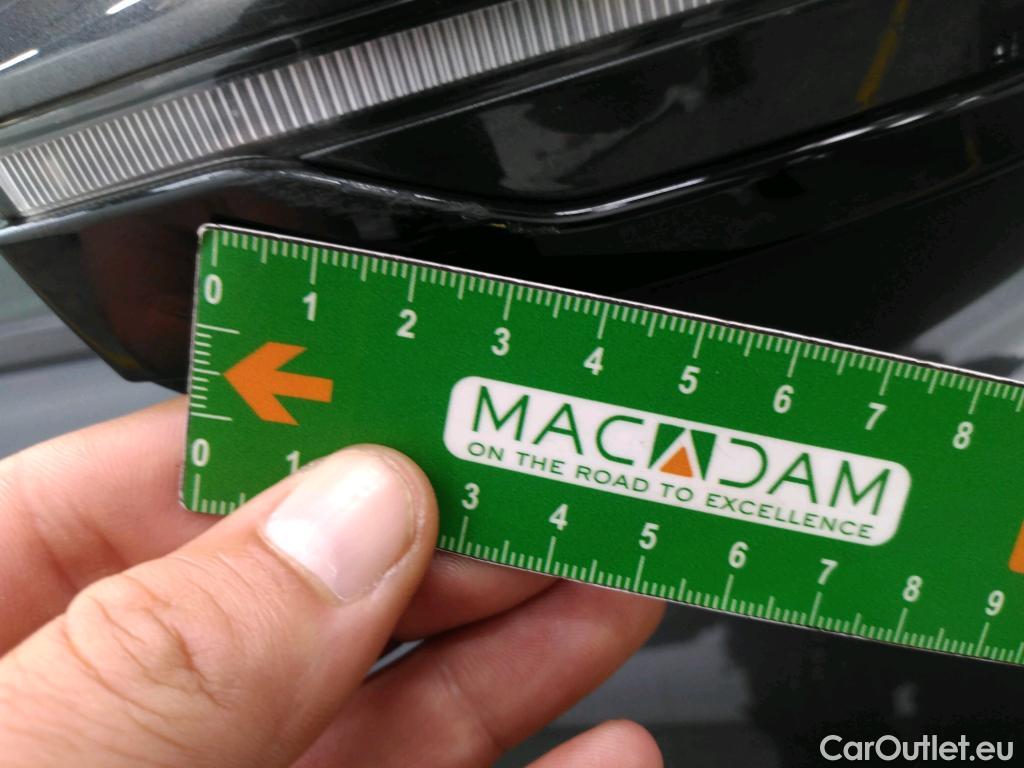 0 1 2 3 4 5 6 7 8
MACADAM
ON THE ROAD TO EXCELLENCE
0 1 3 4 5 6 7 8 9
CarOutlet.eu